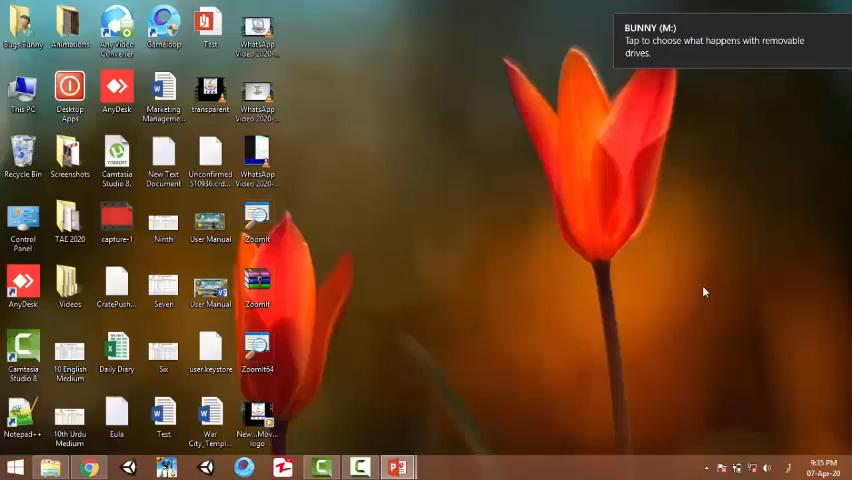 BUNNY (M:)
Tap to choose what happens with removable
drives.
Bugs Bunny
Animations
Any Video
Converter
Gameloop
Test
WhatsApp
Video 2020-...
This PC
Desktop
Apps
AnyDesk
Marketing
Manageme...
transparent
WhatsApp
Video 2020-...
Recycle Bin
Screenshots
Camtasia
Studio 8.
New Text
Document
Unconfirmed
510936.crd...
WhatsApp
Video 2020-...
Control
Panel
TAE 2020
capture-1
Ninth
User Manual
ZoomIt
AnyDesk
Videos
CratePush...
Seven
User Manual
ZoomIt
Camtasia
Studio 8
10 English
Medium
Daily Diary
Six
user.keystore
ZoomIt64
Notepad++
10th Urdu
Medium
Eula
Test
War
City_Templ...
New...Mov...
logo
9:35 PM
07-Apr-20